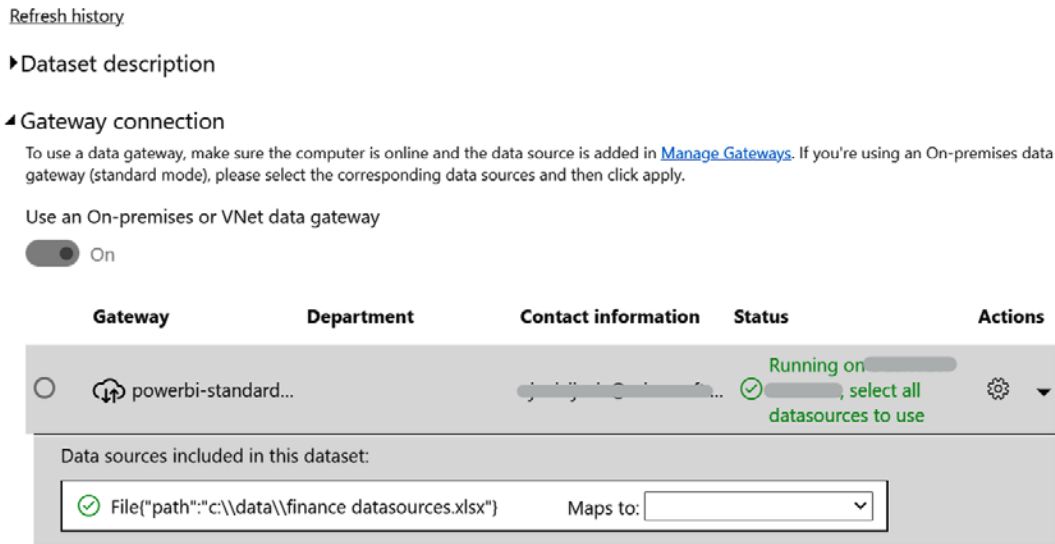 Refresh history
Dataset description
Gateway connection
To use a data gateway, make sure the computer is online and the data source is added in Manage Gateways. If you're using an On-premises data
gateway (standard mode), please select the corresponding data sources and then click apply.
Use an On-premises or VNet data gateway
On
Gateway Department Contact information Status Actions
powerbi-standard... ... Running on
, select all
datasources to use
Data sources included in this dataset:
File{"path":"c:\\data\\finance datasources.xlsx"} Maps to: